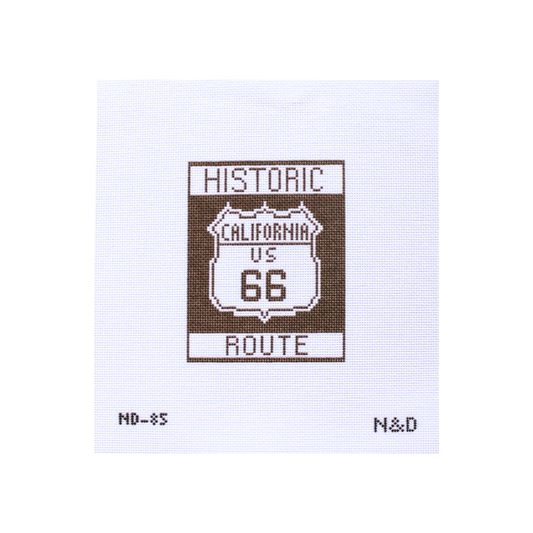 HISTORIC
CALIFORNIA
US
66
ROUTE
ND-85
N&D